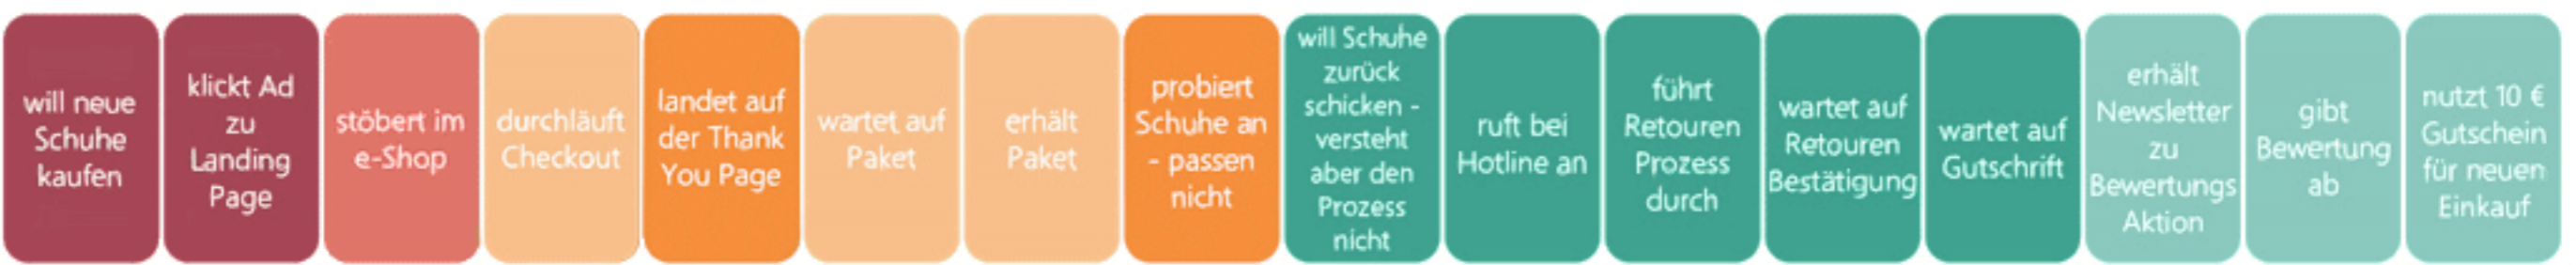 will neue
Schuhe
kaufen
klickt Ad
zu
Landing
Page
stöbert im
e-Shop
durchläuft
Checkout
landet auf
der Thank
You Page
wartet auf
Paket
erhält
Paket
probiert
Schuhe an
- passen
nicht
will Schuhe
zurück
schicken -
versteht
aber den
Prozess
nicht
ruft bei
Hotline an
führt
Retouren
Prozess
durch
wartet auf
Retouren
Bestätigung
wartet auf
Gutschrift
erhält
Newsletter
zu
Bewertungs
Aktion
gibt
Bewertung
ab
nutzt 10 €
Gutschein
für neuen
Einkauf